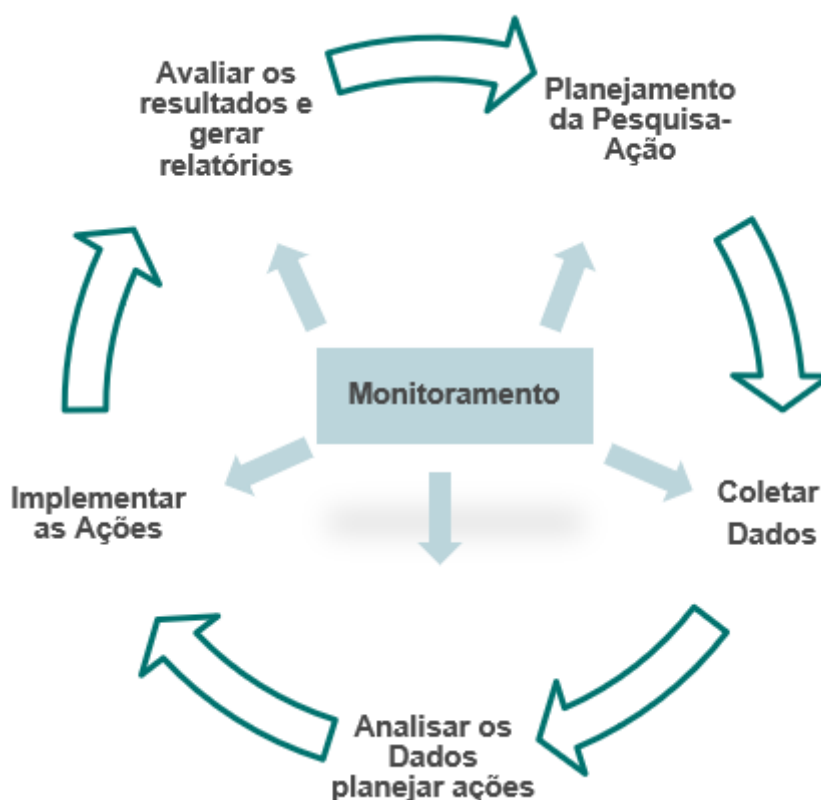 Avaliar os
resultados e
gerar
relatórios
Planejamento
da Pesquisa-
Ação
Monitoramento
Coletar
Dados
Implementar
as Ações
Analisar os
Dados
planejar ações